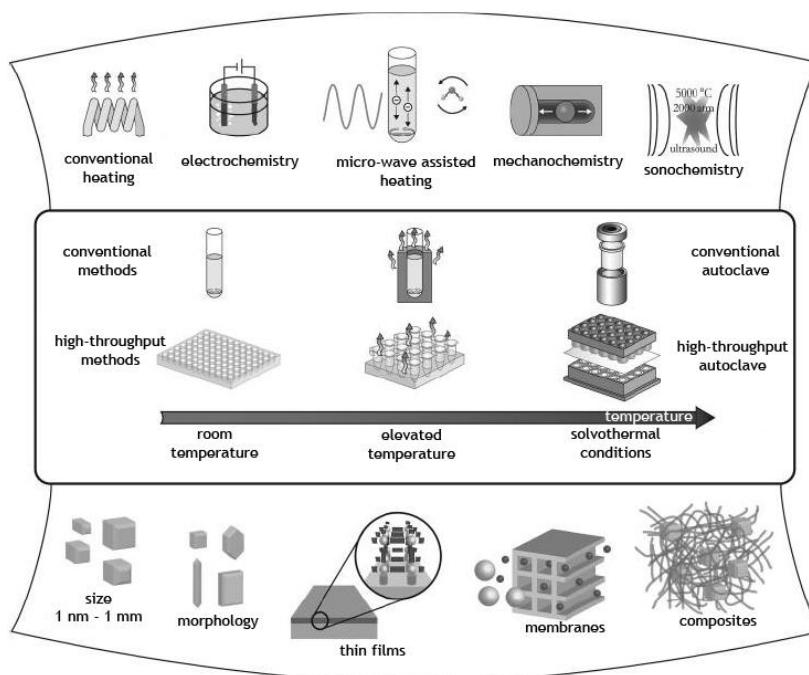 conventional
heating
electrochemistry
micro-wave assisted
heating
mechanochemistry
5000 °C
2000 atm
ultrasound
sonochemistry
conventional
methods
conventional
autoclave
high-throughput
methods
high-throughput
autoclave
temperature
room
temperature
elevated
temperature
solvothermal
conditions
size
1 nm - 1 mm
morphology
thin films
membranes
composites